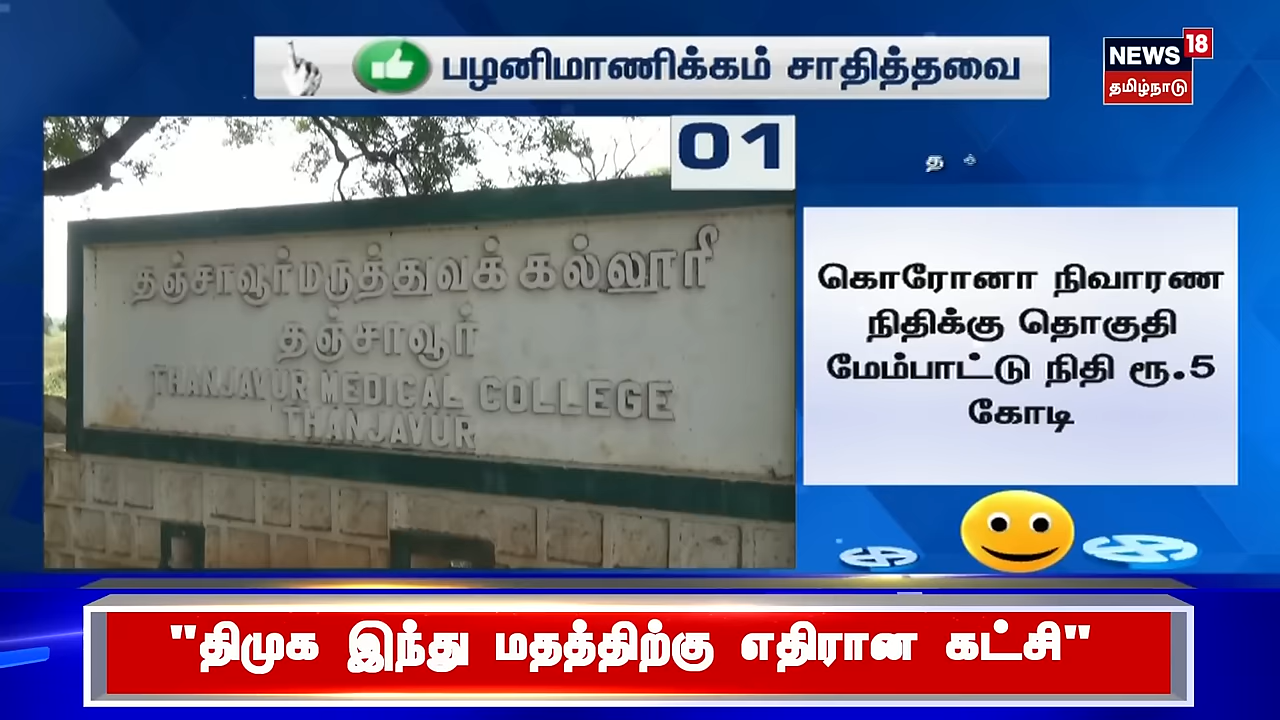 பழனிமாணிக்கம் சாதித்தவை
NEWS 18
தமிழ்நாடு
01
தஞ்சாவூர் மருத்துவக் கல்லூரி
தஞ்சாவூர்
THANJAVUR MEDICAL COLLEGE
THANJAVUR
கொரோனா நிவாரண
நிதிக்கு தொகுதி
மேம்பாட்டு நிதி ரூ.5
கோடி
"திமுக இந்து மதத்திற்கு எதிரான கட்சி"